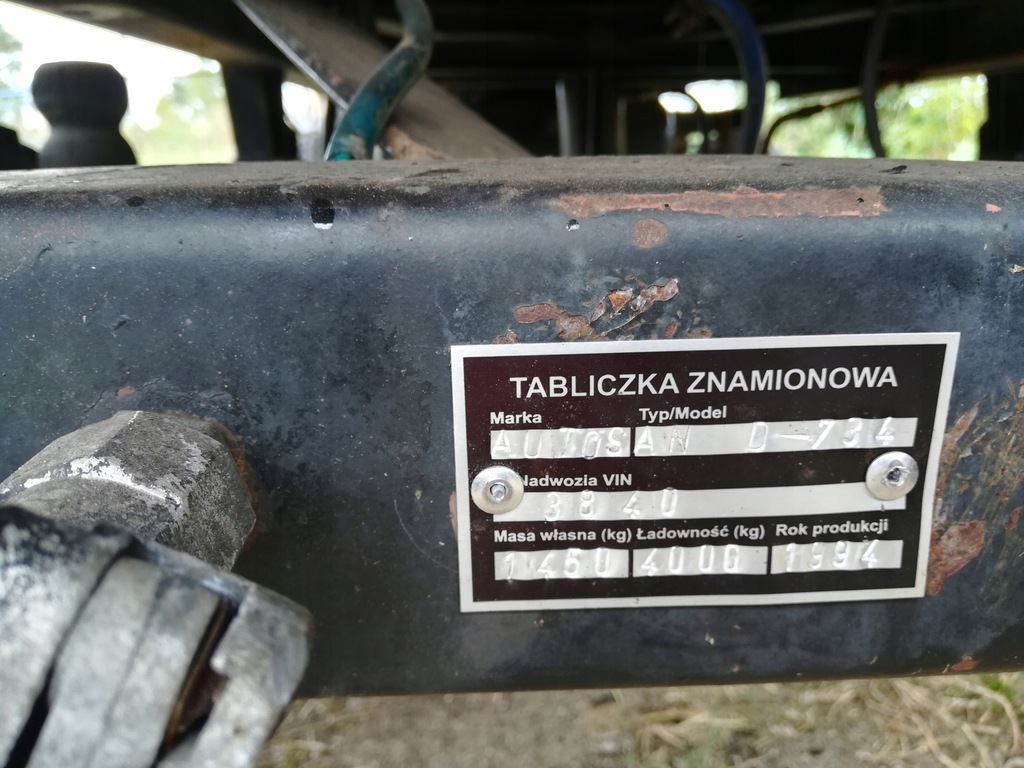 TABLICZKA ZNAMIONOWA
Marka Typ/Model
AUTOSAN D-734
Nadwozia VIN
3840
Masa własna (kg) Ładowność (kg) Rok produkcji
1450 4000 1994